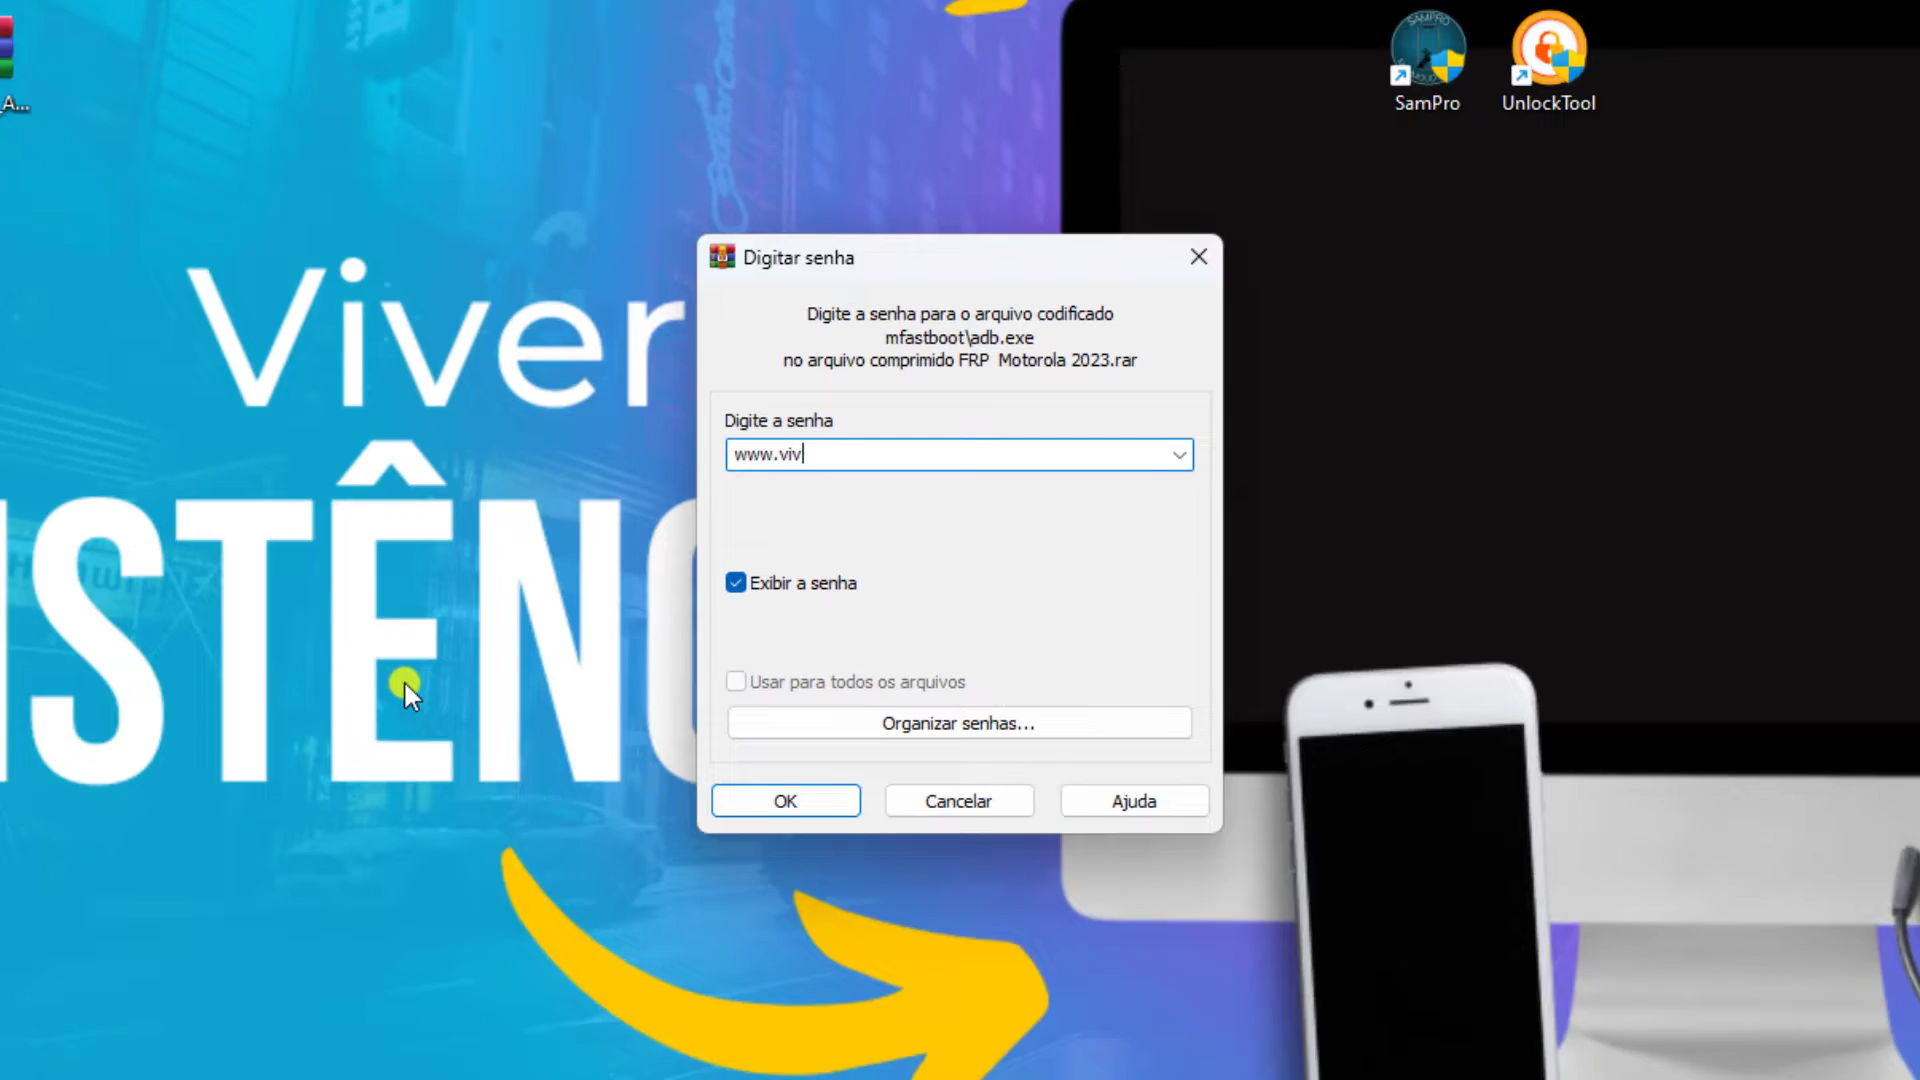 A...
SamPro
UnlockTool
Viver
ISTÊNC
Digitar senha
Digite a senha para o arquivo codificado
mfastboot\adb.exe
no arquivo comprimido FRP  Motorola 2023.rar
Digite a senha
www.viv
Exibir a senha
Usar para todos os arquivos
Organizar senhas...
OK
Cancelar
Ajuda